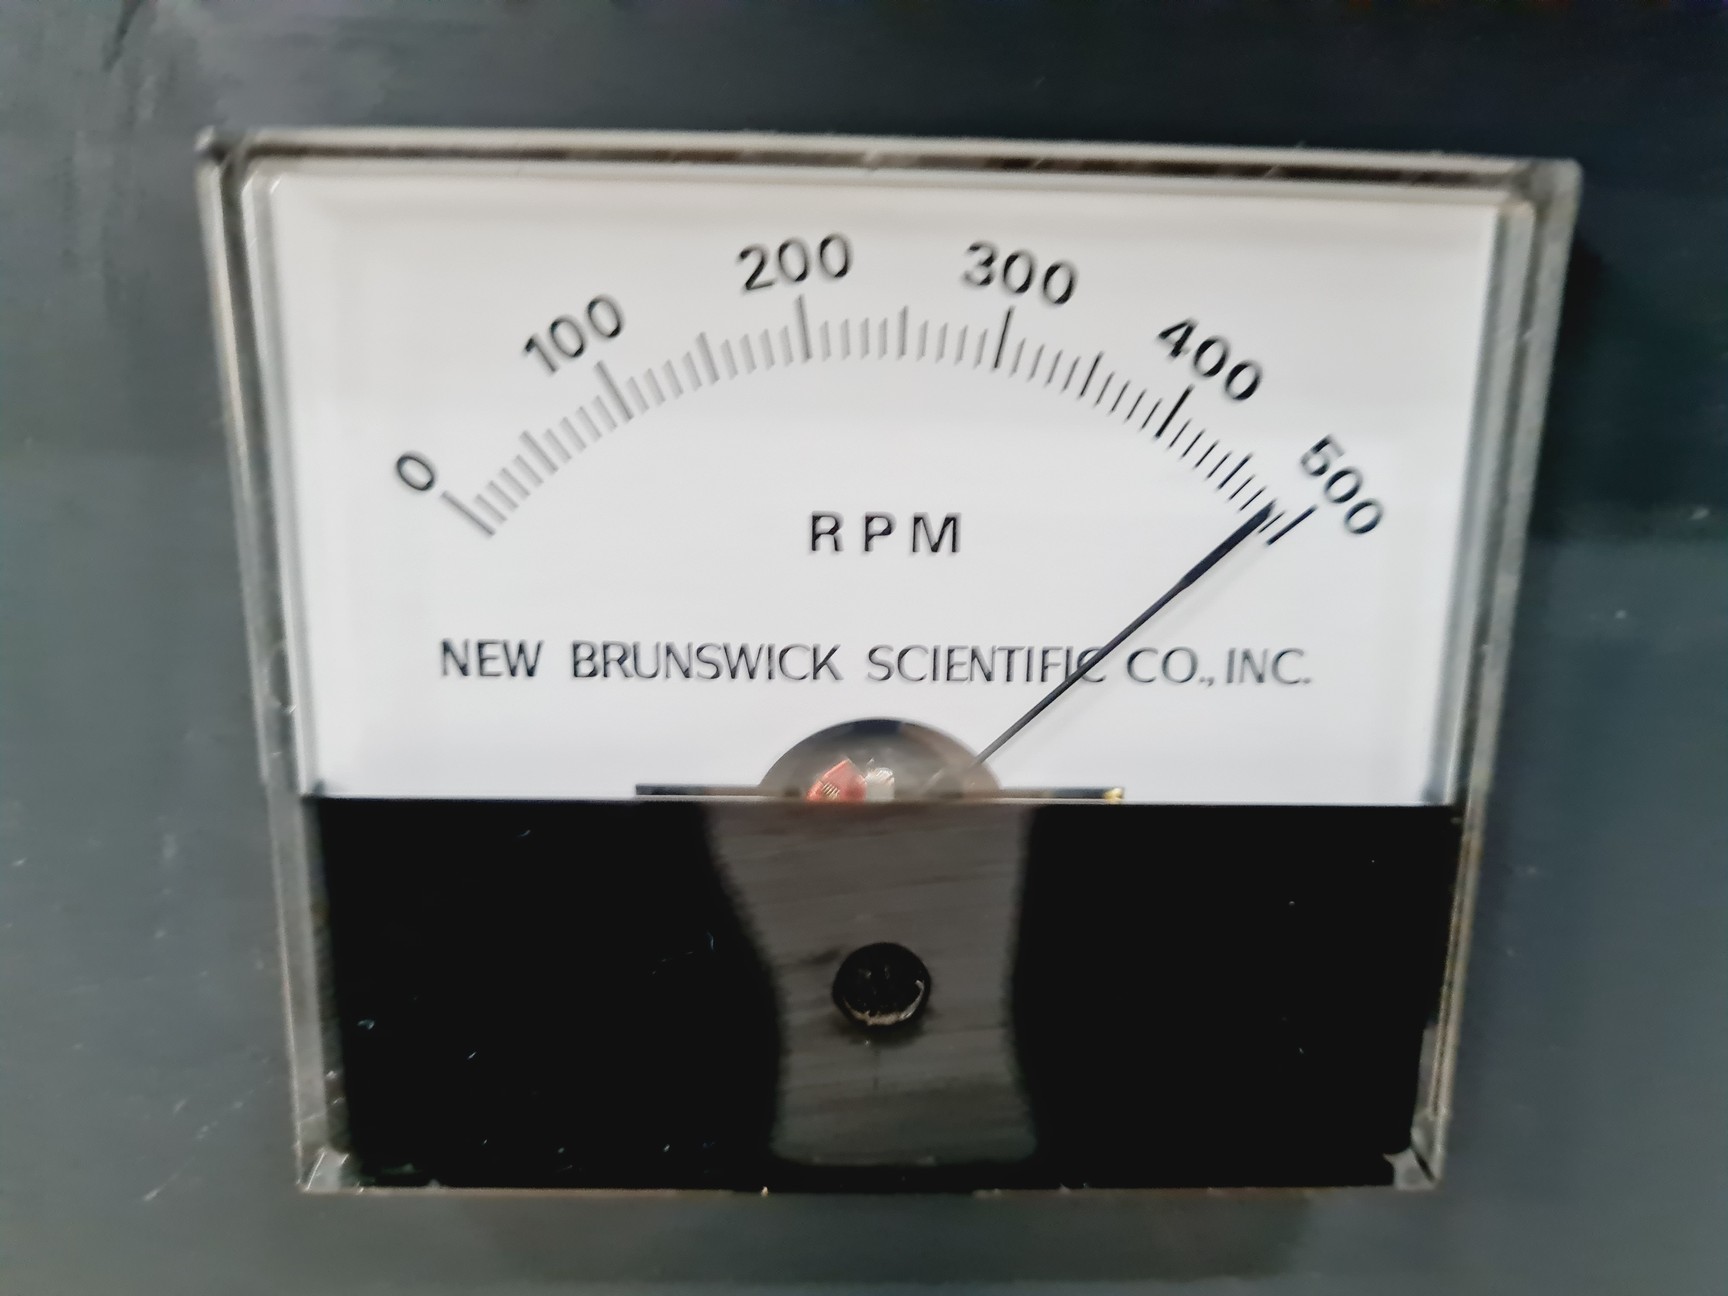 0 100 200 300 400 500
RPM
NEW BRUNSWICK SCIENTIFIC CO., INC.